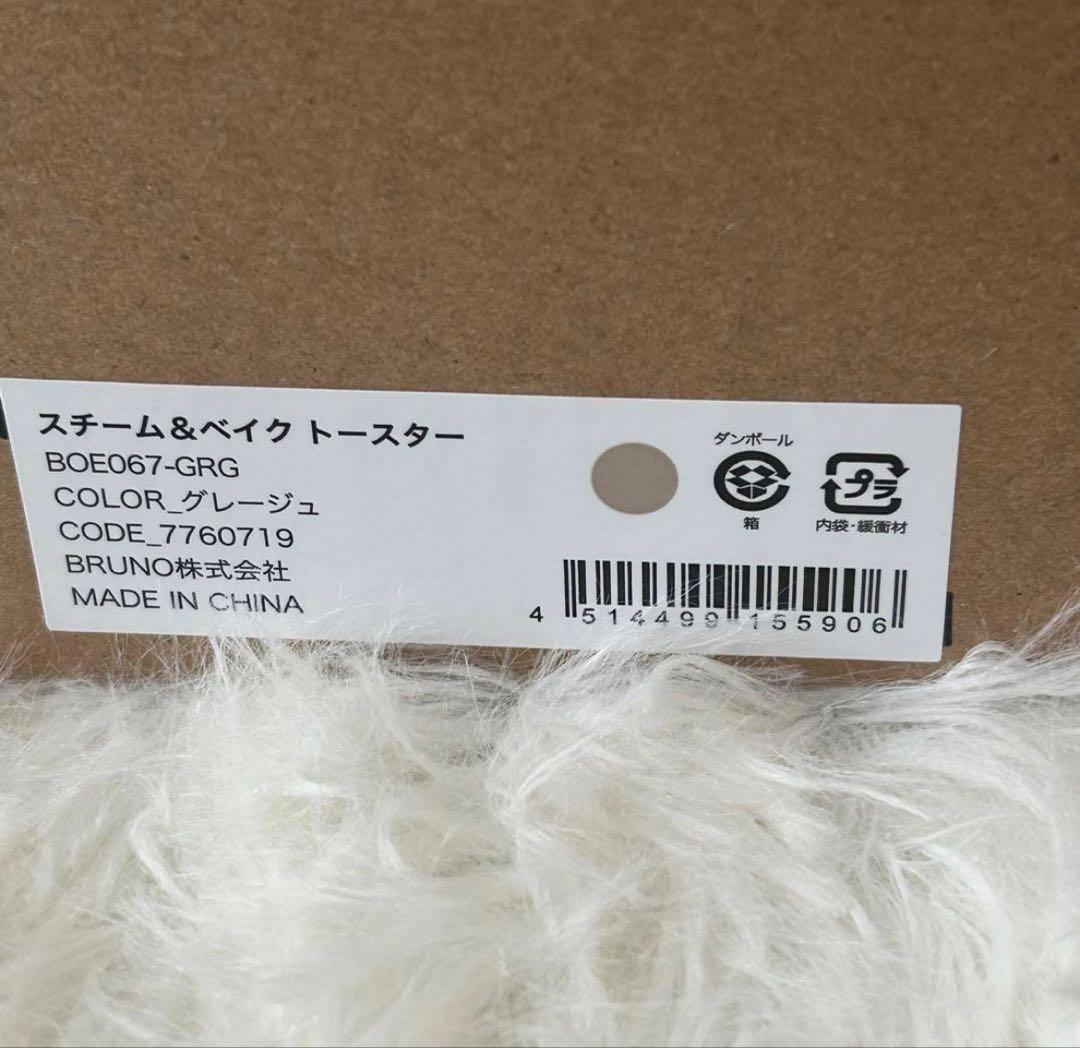 スチーム&ベイク トースター
BOE067-GRG
COLOR_グレージュ
CODE_7760719
BRUNO株式会社
MADE IN CHINA
ダンボール
箱
プラ
内袋・緩衝材
4 514499 155906